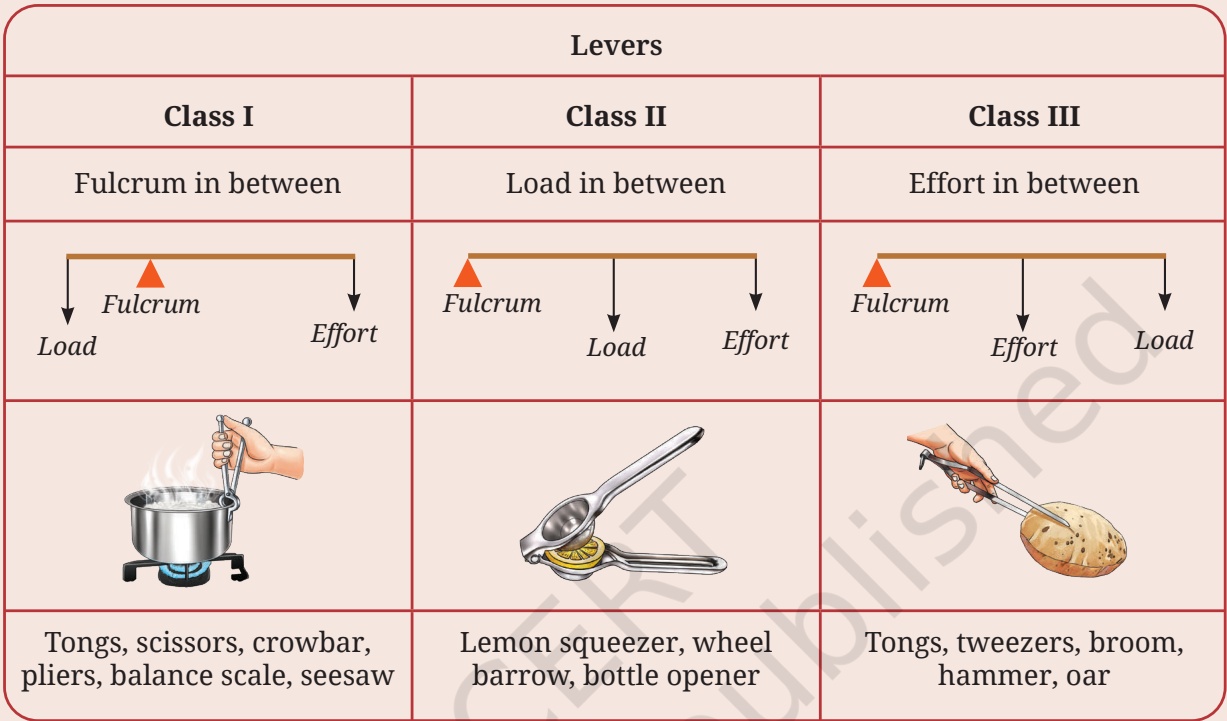 Levers
Class I
Class II
Class III
Fulcrum in between
Load in between
Effort in between
Fulcrum
Load
Effort
Fulcrum
Load
Effort
Fulcrum
Effort
Load
Tongs, scissors, crowbar,
pliers, balance scale, seesaw
Lemon squeezer, wheel
barrow, bottle opener
Tongs, tweezers, broom,
hammer, oar
CERT
ublished